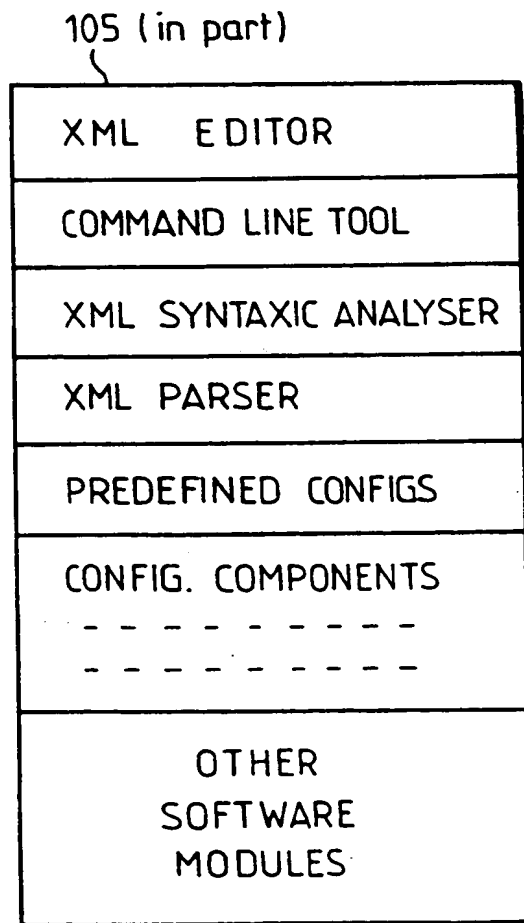 105 (in part)
XML EDITOR
COMMAND LINE TOOL
XML SYNTAXIC ANALYSER
XML PARSER
PREDEFINED CONFIGS
CONFIG. COMPONENTS
- - - - - - - - -
- - - - - - - - -
OTHER
SOFTWARE
MODULES